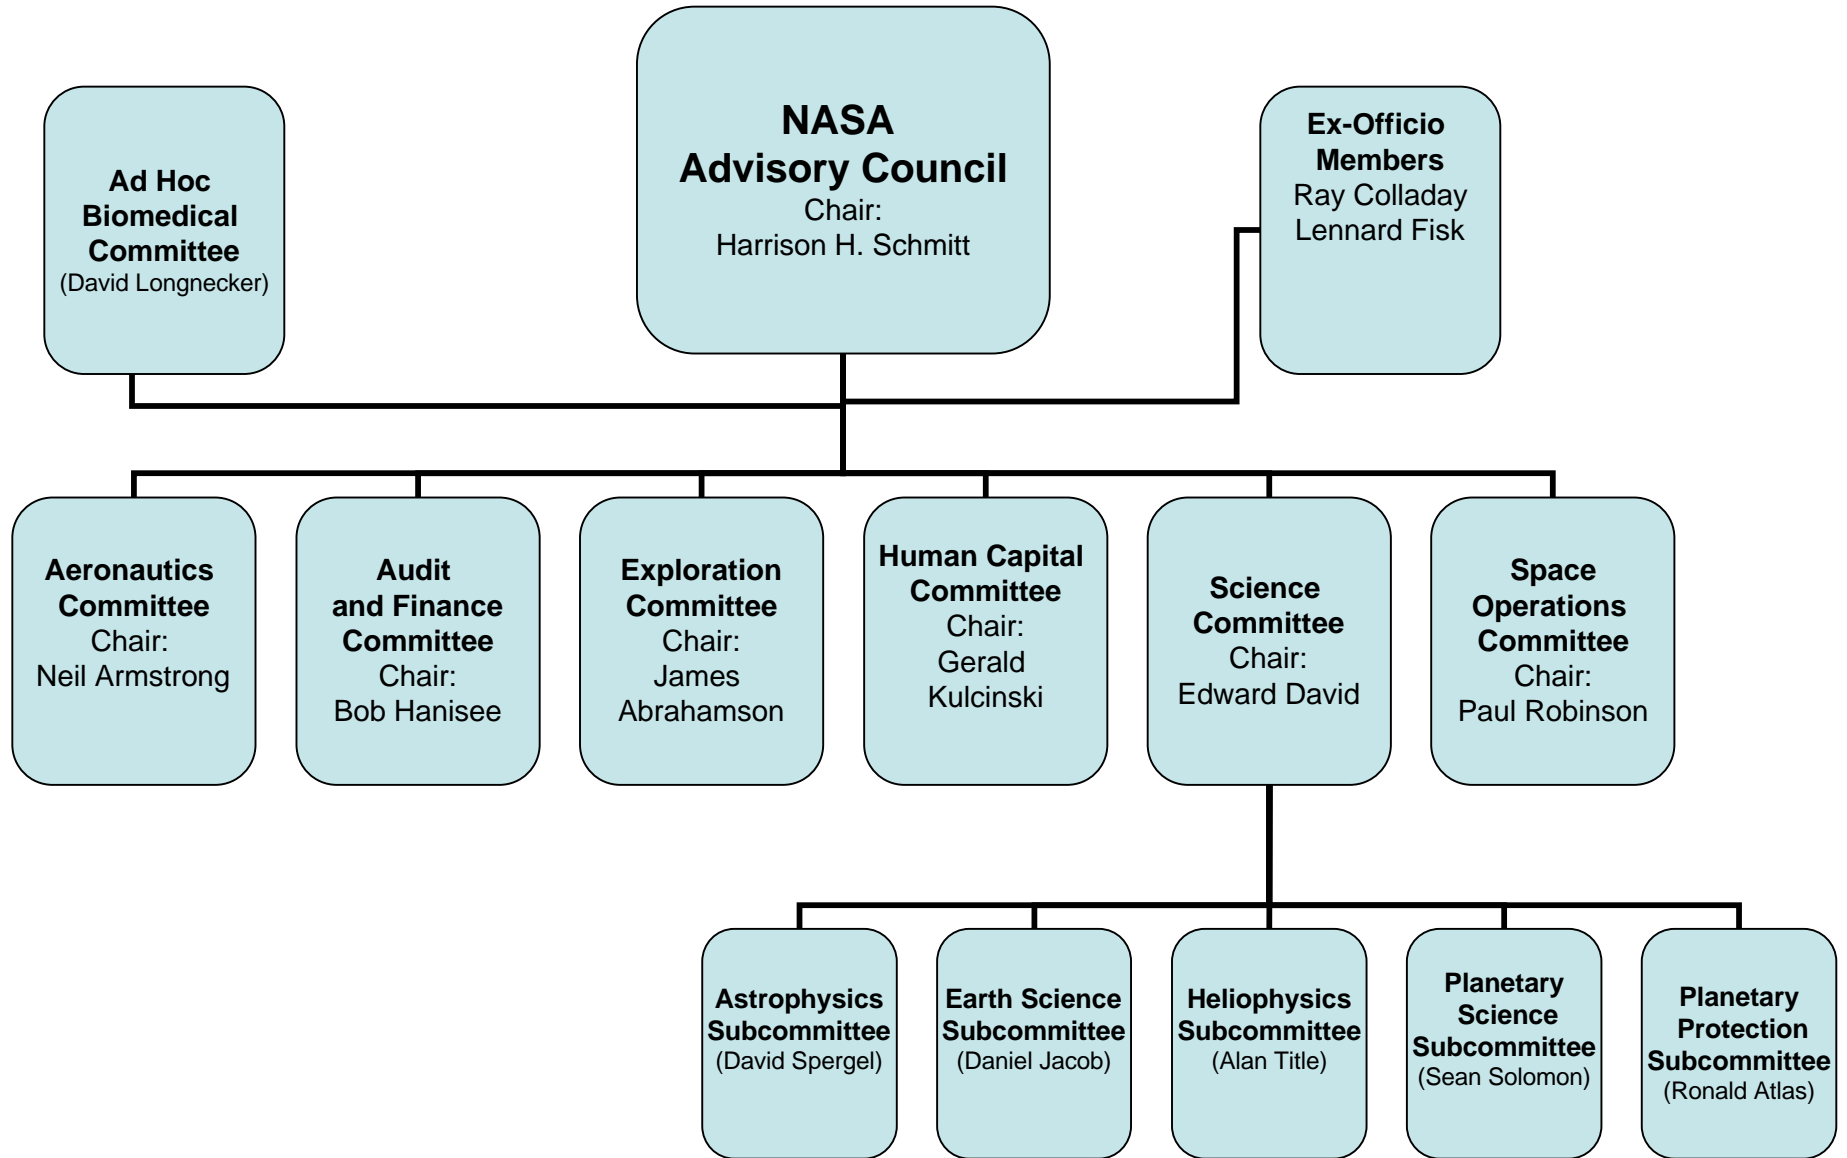 NASA
Advisory Council
Chair:
Harrison H. Schmitt
Ad Hoc
Biomedical
Committee
(David Longnecker)
Ex-Officio
Members
Ray Colladay
Lennard Fisk
Aeronautics
Committee
Chair:
Neil Armstrong
Audit
and Finance
Committee
Chair:
Bob Hanisee
Exploration
Committee
Chair:
James
Abrahamson
Human Capital
Committee
Chair:
Gerald
Kulcinski
Science
Committee
Chair:
Edward David
Space
Operations
Committee
Chair:
Paul Robinson
Astrophysics
Subcommittee
(David Spergel)
Earth Science
Subcommittee
(Daniel Jacob)
Heliophysics
Subcommittee
(Alan Title)
Planetary
Science
Subcommittee
(Sean Solomon)
Planetary
Protection
Subcommittee
(Ronald Atlas)